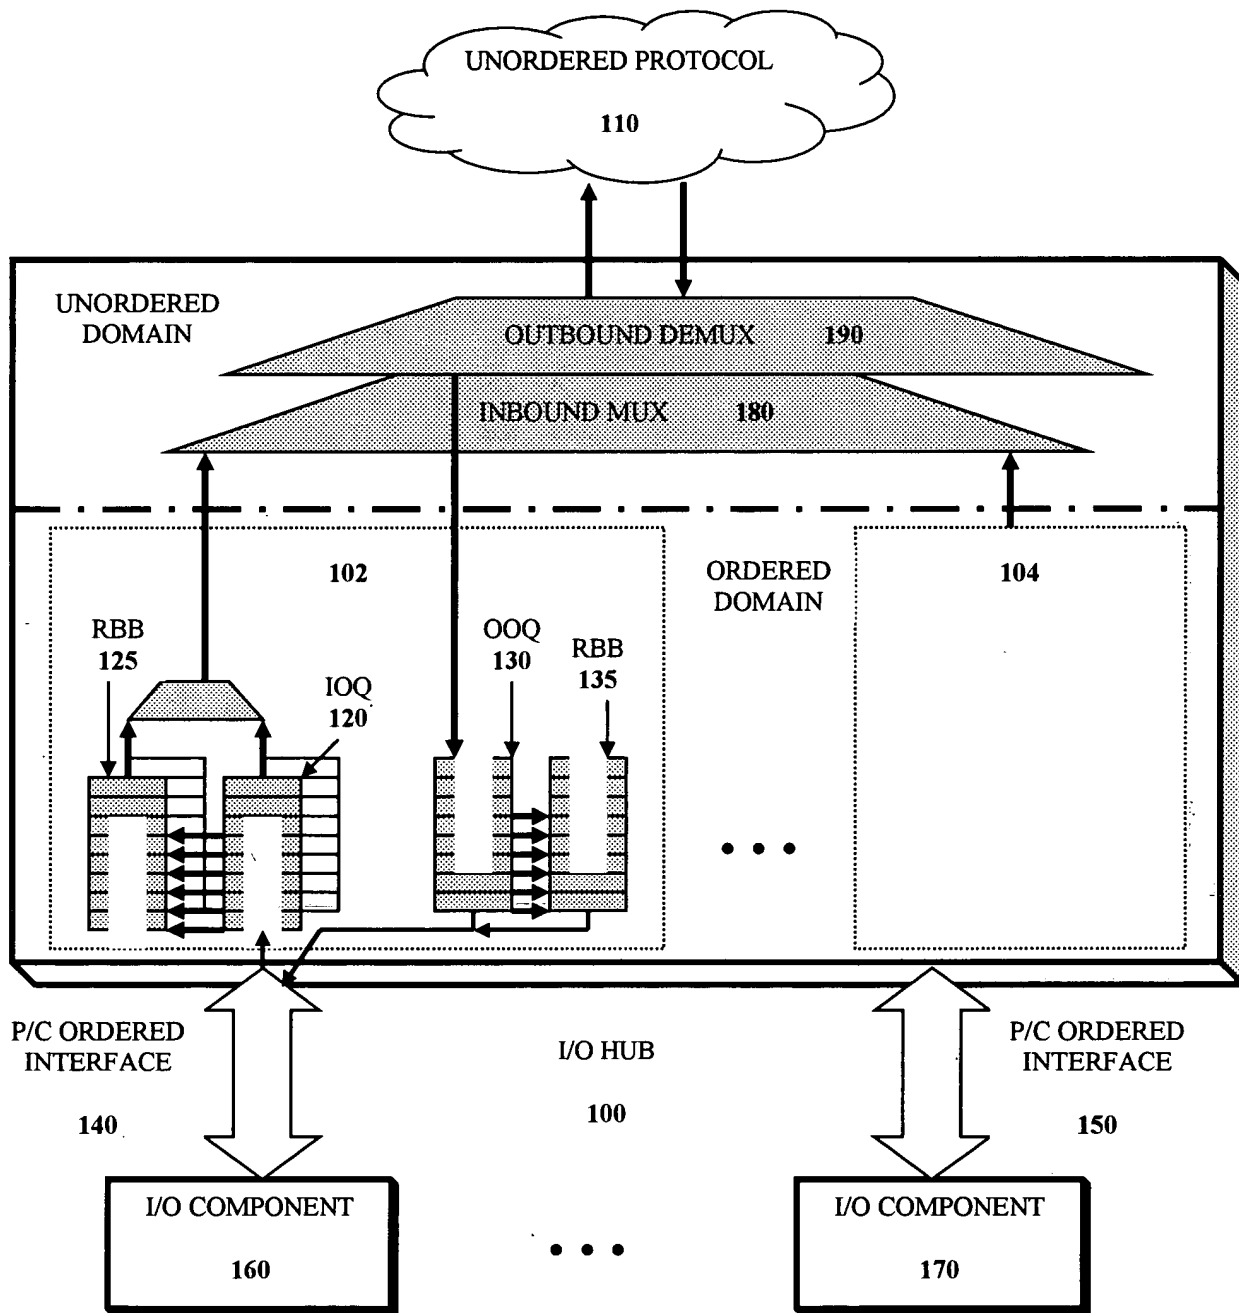 UNORDERED PROTOCOL
110
UNORDERED
DOMAIN
OUTBOUND DEMUX 190
INBOUND MUX 180
102
ORDERED
DOMAIN
104
RBB
125
IOQ
120
OOQ
130
RBB
135
P/C ORDERED
INTERFACE
140
I/O HUB
100
P/C ORDERED
INTERFACE
150
I/O COMPONENT
160
I/O COMPONENT
170